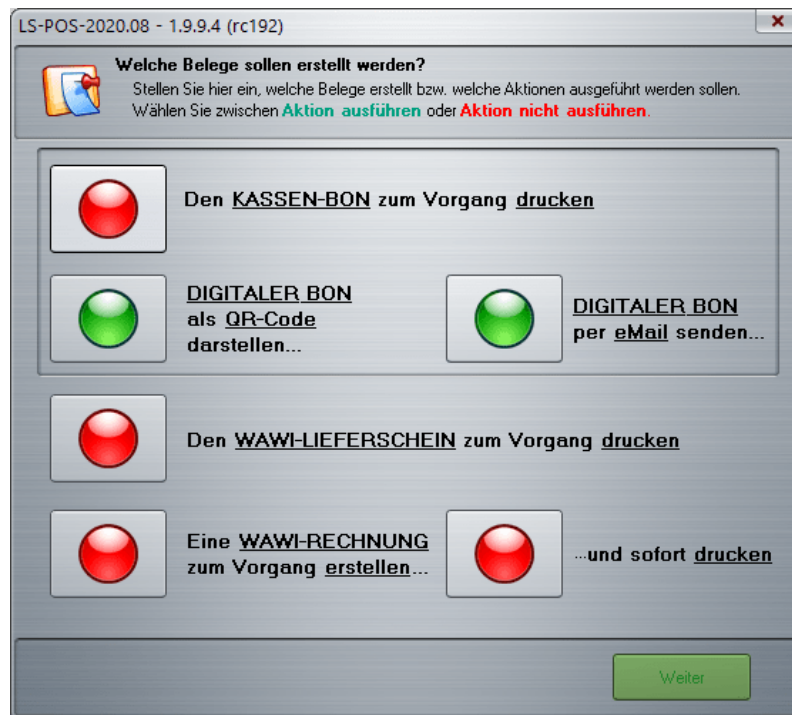 LS-POS-2020.08 - 1.9.9.4 (rc192)
Welche Belege sollen erstellt werden?
Stellen Sie hier ein, welche Belege erstellt bzw. welche Aktionen ausgeführt werden sollen.
Wählen Sie zwischen Aktion ausführen oder Aktion nicht ausführen.
Den KASSEN-BON zum Vorgang drucken
DIGITALER BON
als QR-Code
darstellen...
DIGITALER BON
per eMail senden...
Den WAWI-LIEFERSCHEIN zum Vorgang drucken
Eine WAWI-RECHNUNG
zum Vorgang erstellen...
...und sofort drucken
Weiter